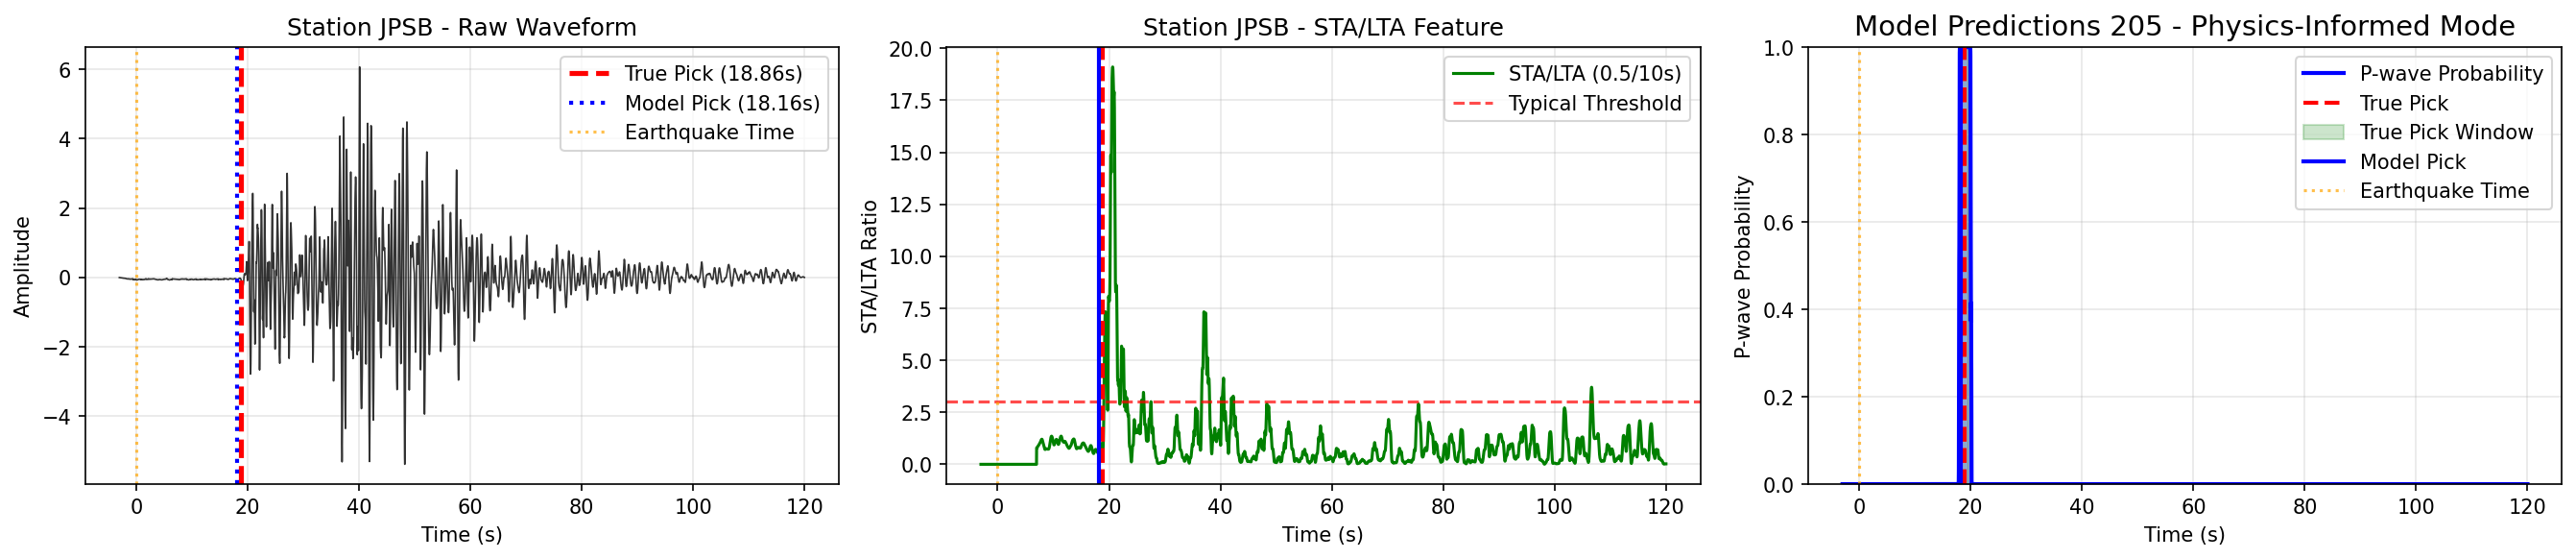 Station JPSB - Raw Waveform
Amplitude
6
4
2
0
−2
−4
True Pick (18.86s)
Model Pick (18.16s)
Earthquake Time
0 20 40 60 80 100 120
Time (s)
Station JPSB - STA/LTA Feature
STA/LTA Ratio
20.0
17.5
15.0
12.5
10.0
7.5
5.0
2.5
0.0
STA/LTA (0.5/10s)
Typical Threshold
0 20 40 60 80 100 120
Time (s)
Model Predictions 205 - Physics-Informed Mode
P-wave Probability
1.0
0.8
0.6
0.4
0.2
0.0
P-wave Probability
True Pick
True Pick Window
Model Pick
Earthquake Time
0 20 40 60 80 100 120
Time (s)